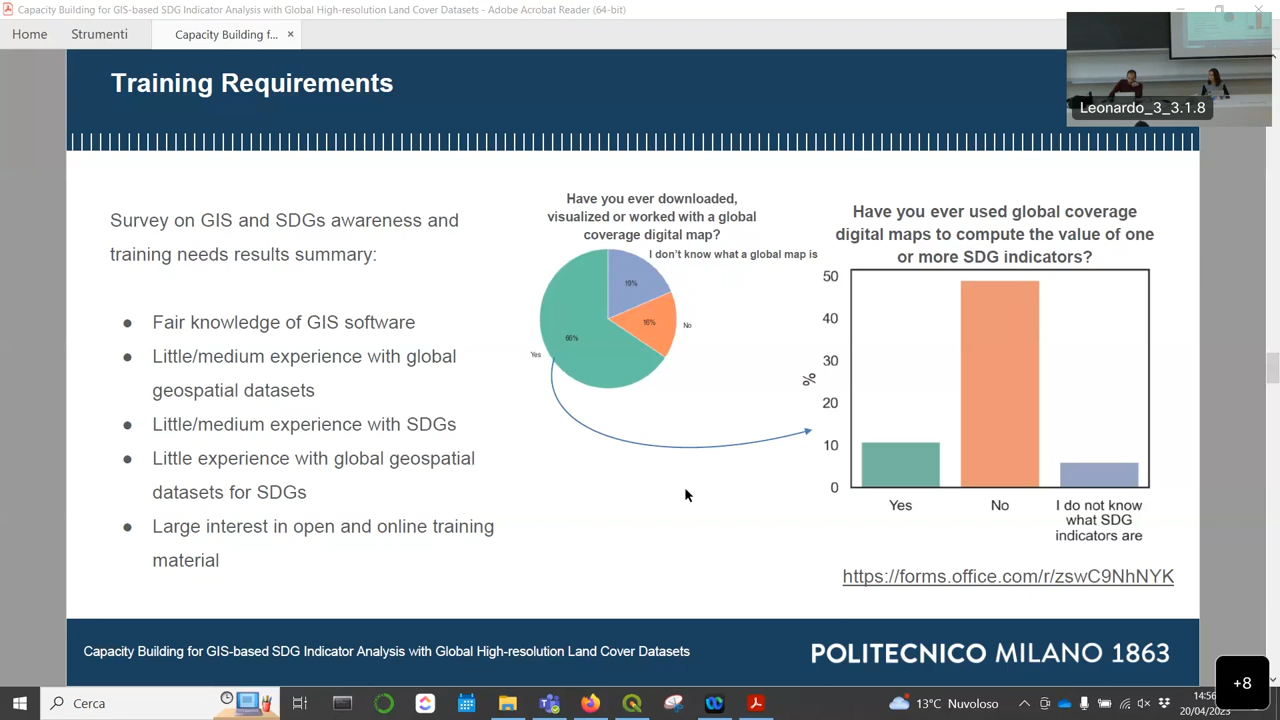 Capacity Building for GIS-based SDG Indicator Analysis with Global High-resolution Land Cover Datasets - Adobe Acrobat Reader (64-bit)
Home
Strumenti
Capacity Building f...
Training Requirements
Leonardo_3_3.1.8
Survey on GIS and SDGs awareness and
training needs results summary:
● Fair knowledge of GIS software
● Little/medium experience with global
geospatial datasets
● Little/medium experience with SDGs
● Little experience with global geospatial
datasets for SDGs
● Large interest in open and online training
material
Have you ever downloaded,
visualized or worked with a global
coverage digital map?
I don't know what a global map is
19%
16%
No
66%
Yes
Have you ever used global coverage
digital maps to compute the value of one
or more SDG indicators?
50
40
30
%
20
10
0
Yes
No
I do not know
what SDG
indicators are
https://forms.office.com/r/zswC9NhNYK
Capacity Building for GIS-based SDG Indicator Analysis with Global High-resolution Land Cover Datasets
POLITECNICO MILANO 1863
+8
Cerca
13°C Nuvoloso
14:56
20/04/2023